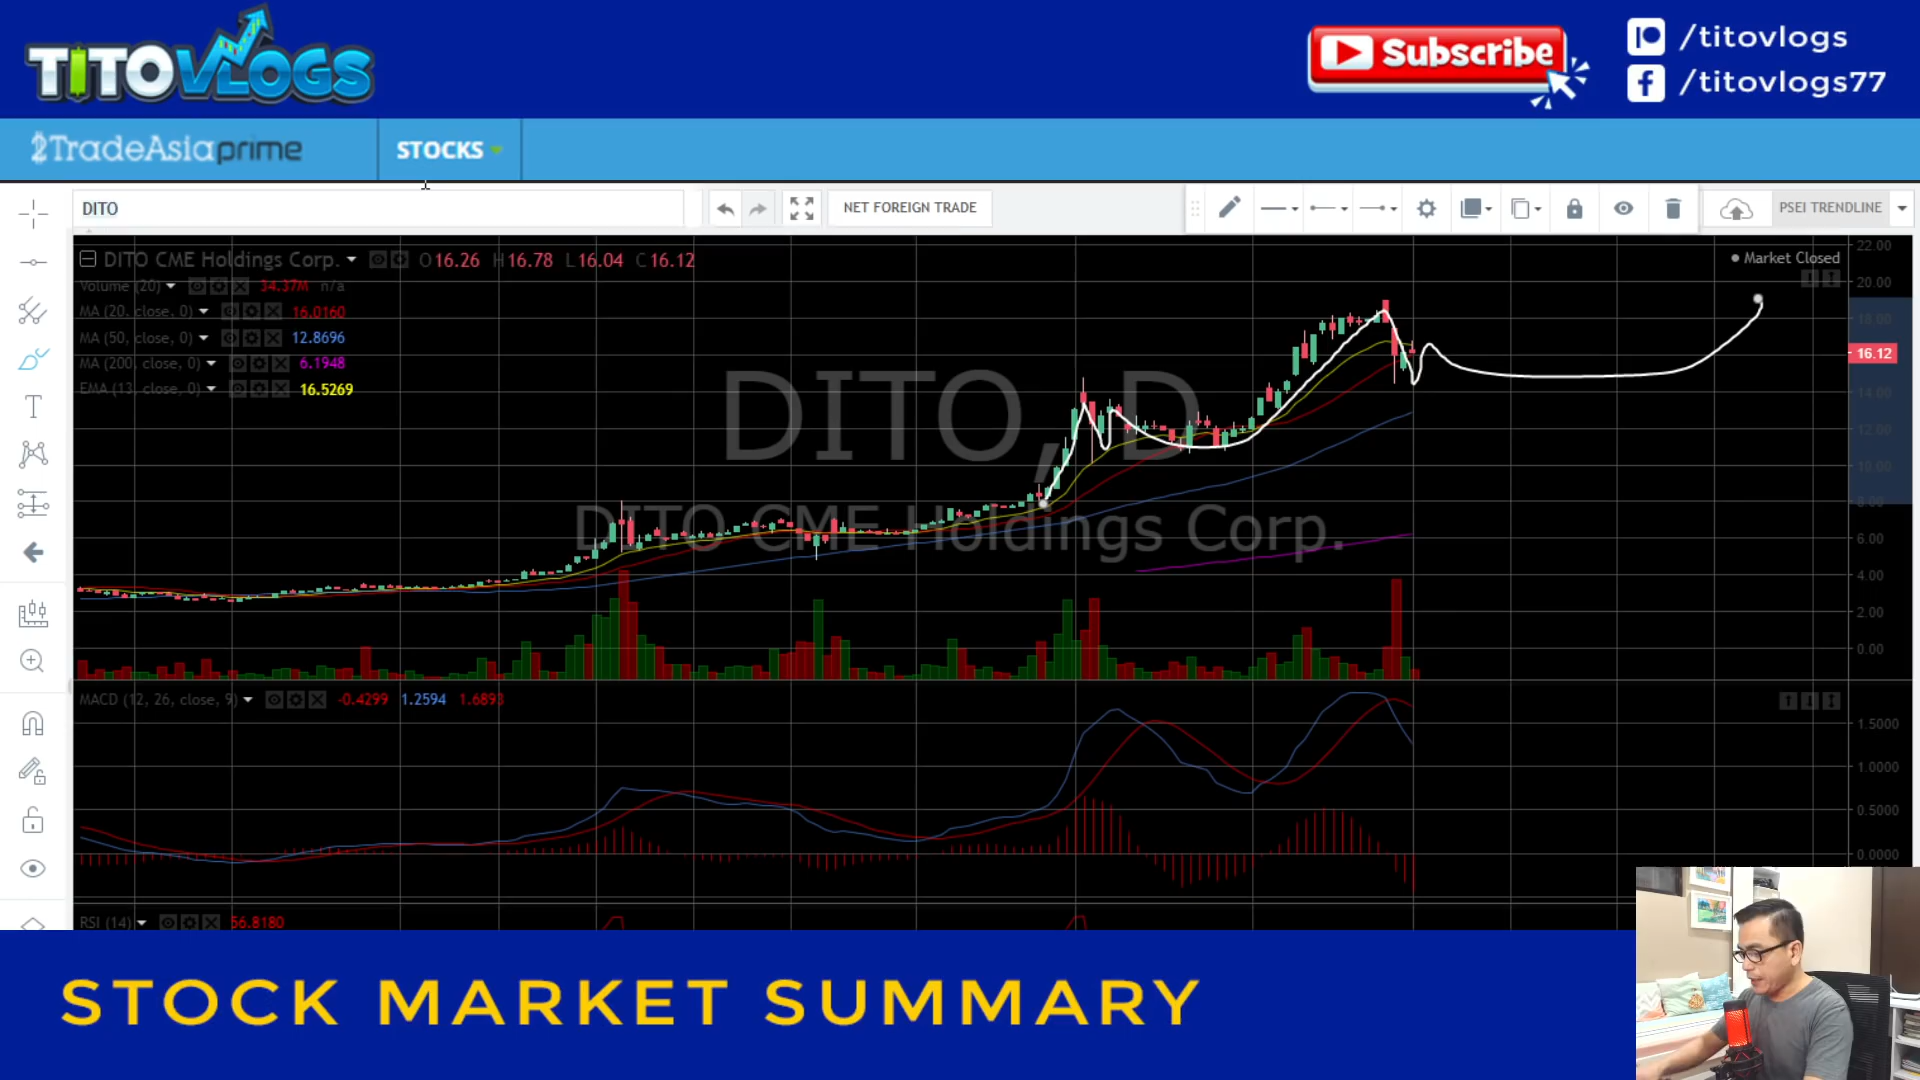 TITOVLOGS
Subscribe
/titovlogs
/titovlogs77
2TradeAsiaprime
STOCKS
DITO
NET FOREIGN TRADE
PSEI TRENDLINE
DITO CME Holdings Corp. O16.26 H16.78 L16.04 C16.12
Market Closed
Volume (20) 34.37M n/a
MA (20, close, 0) 16.0160
MA (50, close, 0) 12.8696
MA (200, close, 0) 6.1948
EMA (13, close, 0) 16.5269
DITO, D
DITO CME Holdings Corp.
22.00
20.00
18.00
16.12
14.00
12.00
10.00
8.00
6.00
4.00
2.00
0.00
MACD (12, 26, close, 9) -0.4299 1.2594 1.6893
1.5000
1.0000
0.5000
0.0000
RSI (14) 56.8180
STOCK MARKET SUMMARY